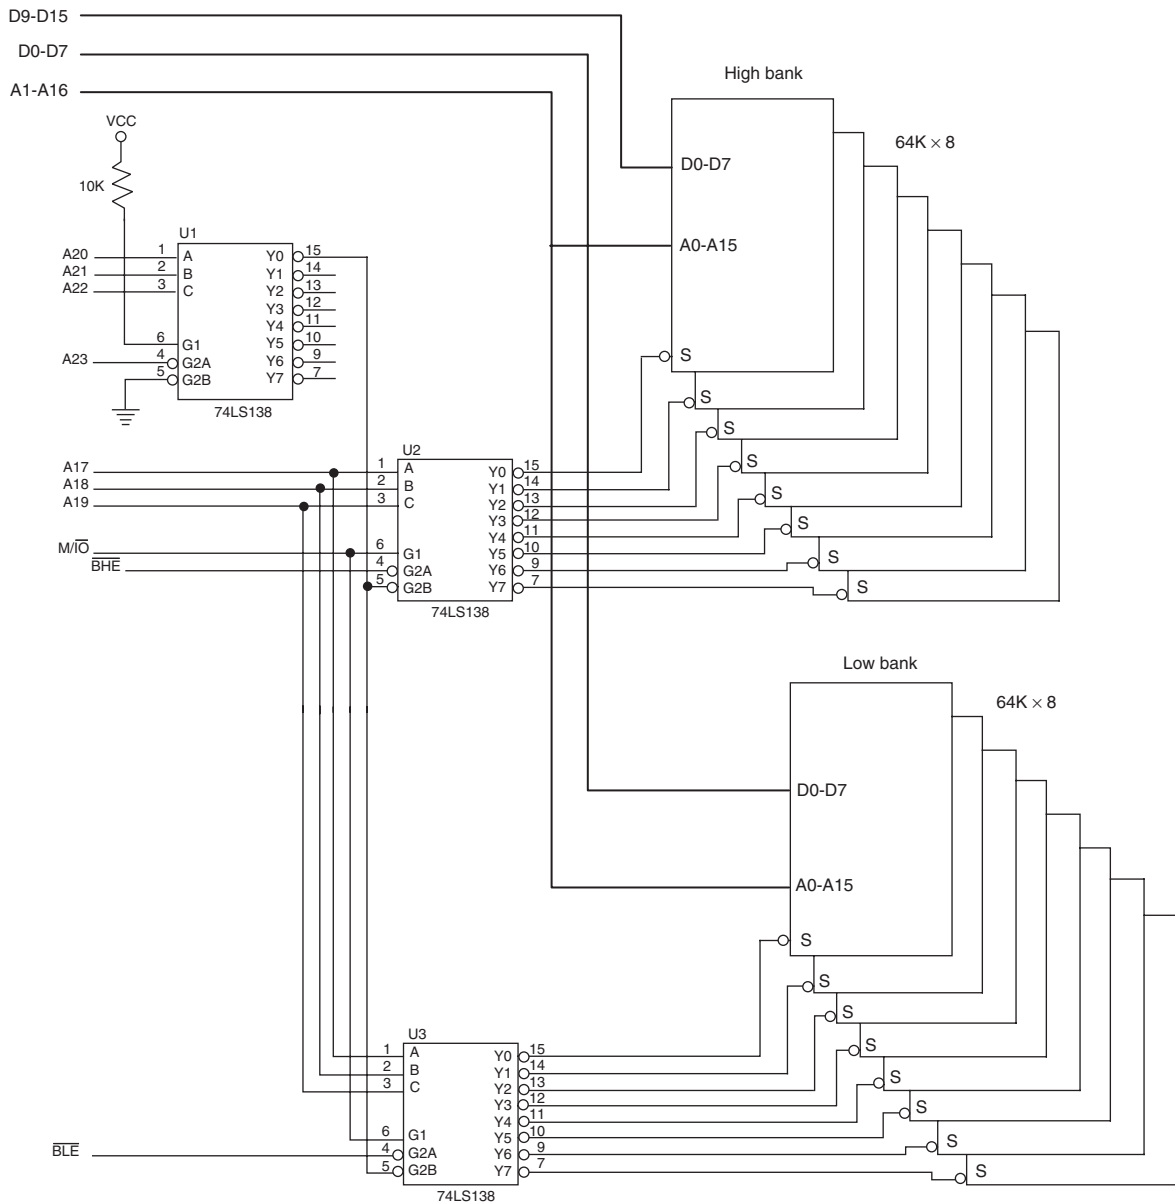 D9-D15
D0-D7
A1-A16
High bank
64K × 8
D0-D7
A0-A15
S
S
S
S
S
S
S
S
VCC
10K
U1
A20 1 A Y0 15
A21 2 B Y1 14
A22 3 C Y2 13
Y3 12
Y4 11
6 G1 Y5 10
A23 4 G2A Y6 9
5 G2B Y7 7
74LS138
U2
A17 1 A Y0 15
A18 2 B Y1 14
A19 3 C Y2 13
Y3 12
Y4 11
M/I̅O̅ 6 G1 Y5 10
B̅H̅E̅ 4 G2A Y6 9
5 G2B Y7 7
74LS138
Low bank
64K × 8
D0-D7
A0-A15
S
S
S
S
S
S
S
S
U3
1 A Y0 15
2 B Y1 14
3 C Y2 13
Y3 12
Y4 11
6 G1 Y5 10
B̅L̅E̅ 4 G2A Y6 9
5 G2B Y7 7
74LS138